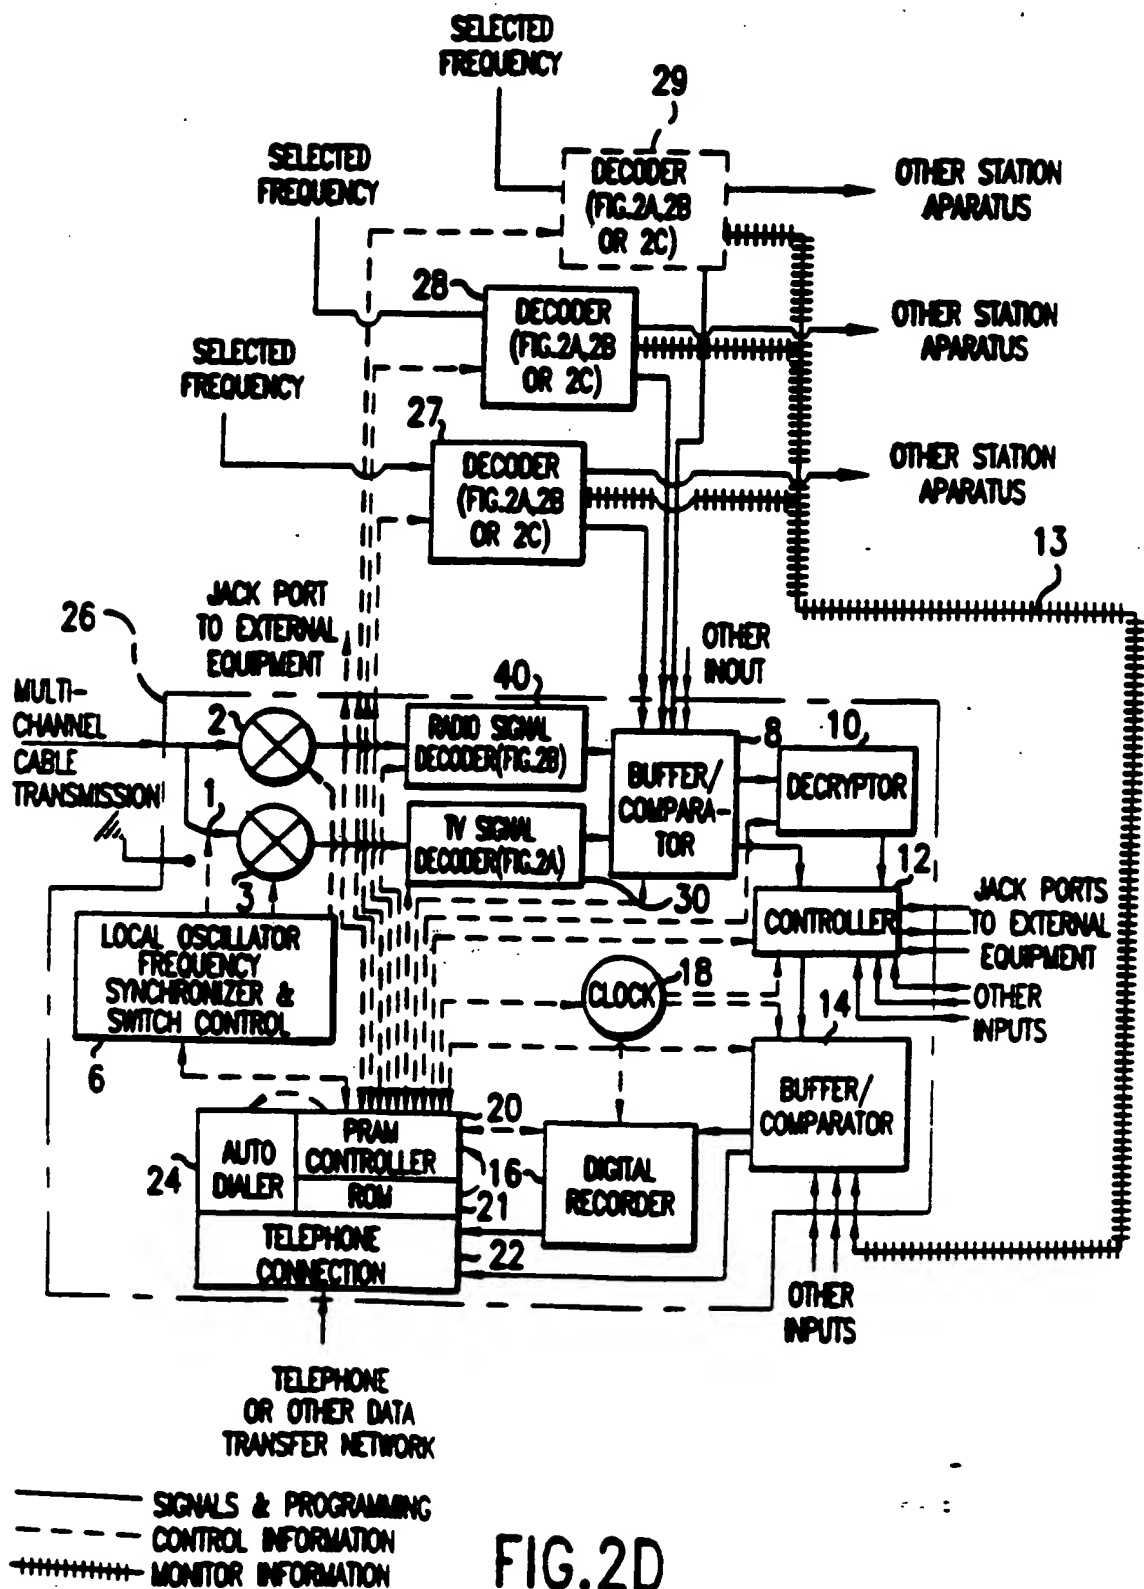 SELECTED
FREQUENCY
29
SELECTED
FREQUENCY
DECODER
(FIG.2A,2B
OR 2C)
OTHER STATION
APPARATUS
28
DECODER
(FIG.2A,2B
OR 2C)
OTHER STATION
APPARATUS
SELECTED
FREQUENCY
27
DECODER
(FIG.2A,2B
OR 2C)
OTHER STATION
APPARATUS
13
JACK PORT
TO EXTERNAL
EQUIPMENT
26
OTHER
INOUT
MULTI-
CHANNEL
CABLE
TRANSMISSION
2
40
RADIO SIGNAL
DECODER(FIG.2B)
8
BUFFER/
COMPARA-
TOR
10
DECRYPTOR
1
3
TV SIGNAL
DECODER(FIG.2A)
30
12
CONTROLLER
JACK PORTS
TO EXTERNAL
EQUIPMENT
LOCAL OSCILLATOR
FREQUENCY
SYNCHRONIZER &
SWITCH CONTROL
6
CLOCK
18
OTHER
INPUTS
14
BUFFER/
COMPARATOR
20
PRAM
CONTROLLER
AUTO
DIALER
24
16
ROM
21
DIGITAL
RECORDER
TELEPHONE
CONNECTION
22
OTHER
INPUTS
TELEPHONE
OR OTHER DATA
TRANSFER NETWORK
SIGNALS & PROGRAMMING
CONTROL INFORMATION
MONITOR INFORMATION
FIG.2D